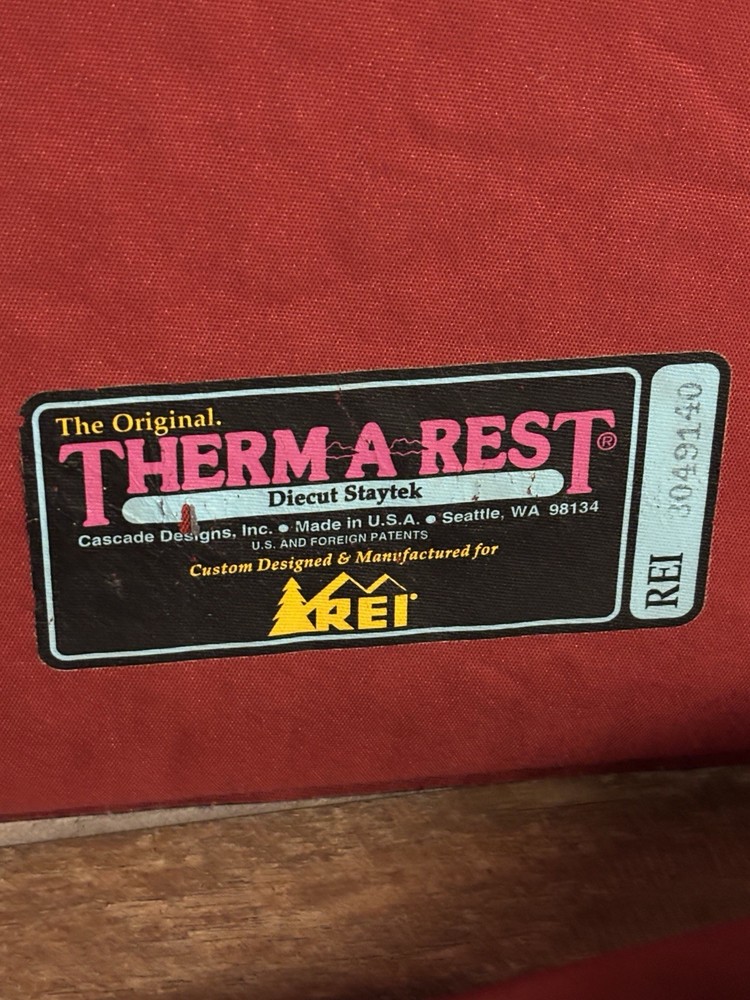 The Original.
THERM A REST®
Diecut Staytek
Cascade Designs, Inc. • Made in U.S.A. • Seattle, WA 98134
U.S. AND FOREIGN PATENTS
Custom Designed & Manufactured for
REI
REI 3049140